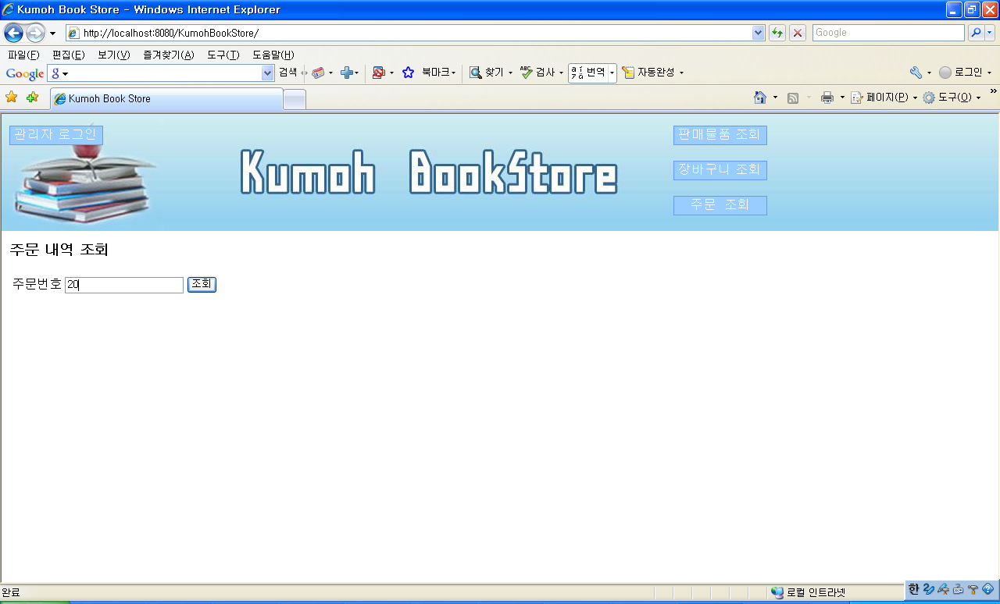 Kumoh Book Store - Windows Internet Explorer
http://localhost:8080/KumohBookStore/
Google
파일(F) 편집(E) 보기(V) 즐겨찾기(A) 도구(T) 도움말(H)
Google 검색 북마크 찾기 검사 번역 자동완성 로그인
Kumoh Book Store
페이지(P) 도구(O)
관리자 로그인
Kumoh BookStore
판매물품 조회
장바구니 조회
주문 조회
주문 내역 조회
주문번호 20 조회
완료
로컬 인트라넷
한